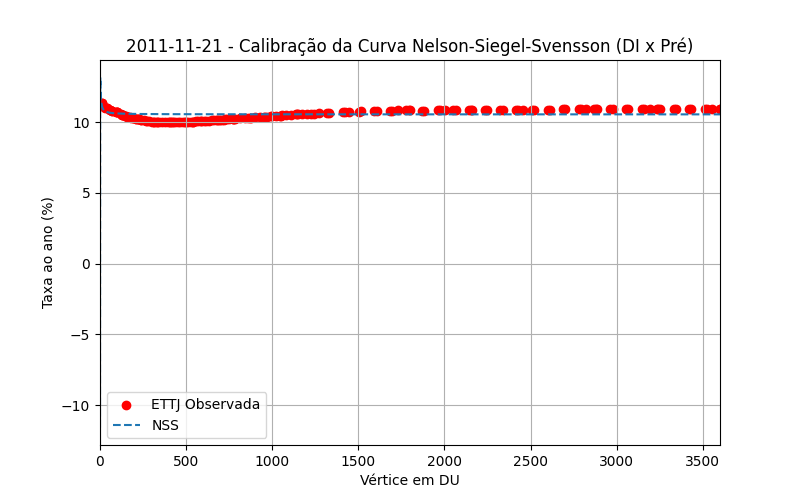 2011-11-21 - Calibração da Curva Nelson-Siegel-Svensson (DI x Pré)
Taxa ao ano (%)
10
5
0
−5
−10
ETTJ Observada
NSS
0 500 1000 1500 2000 2500 3000 3500
Vértice em DU